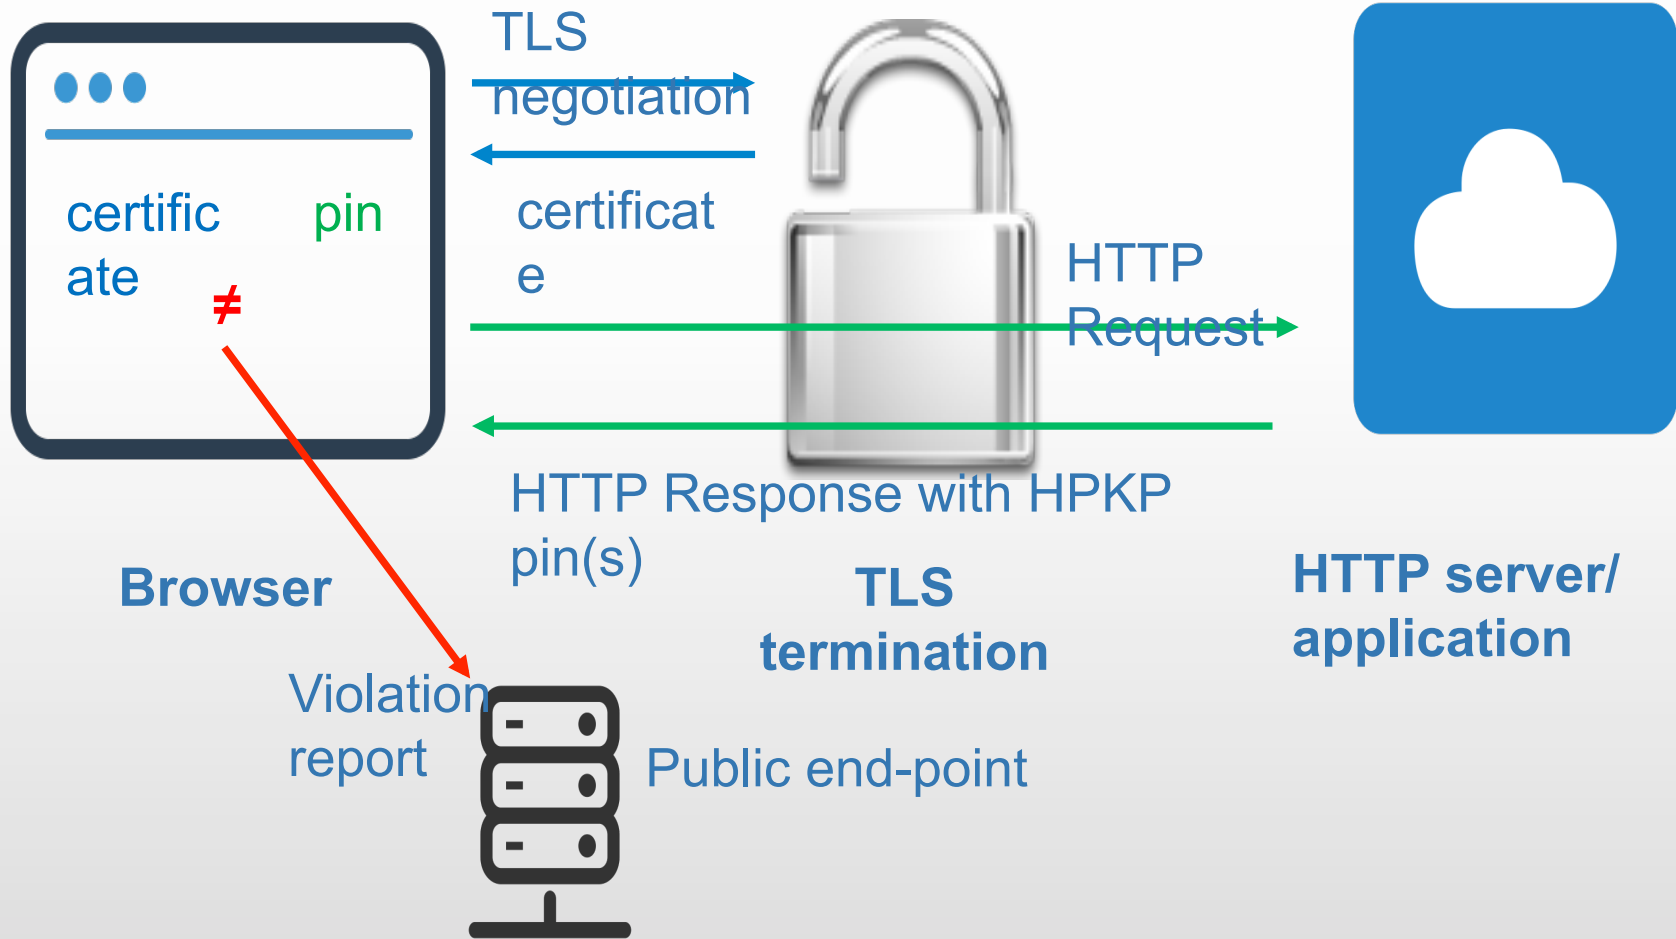 TLS
negotiation
certific
ate
pin
≠
certificat
e
HTTP
Request
HTTP Response with HPKP
pin(s)
Browser
TLS
termination
HTTP server/
application
Violation
report
Public end-point